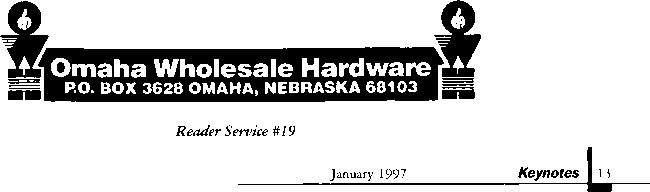 Omaha Wholesale Hardware
P.O. BOX 3628 OMAHA, NEBRASKA 68103
Reader Service #19
January 1997 Keynotes 13